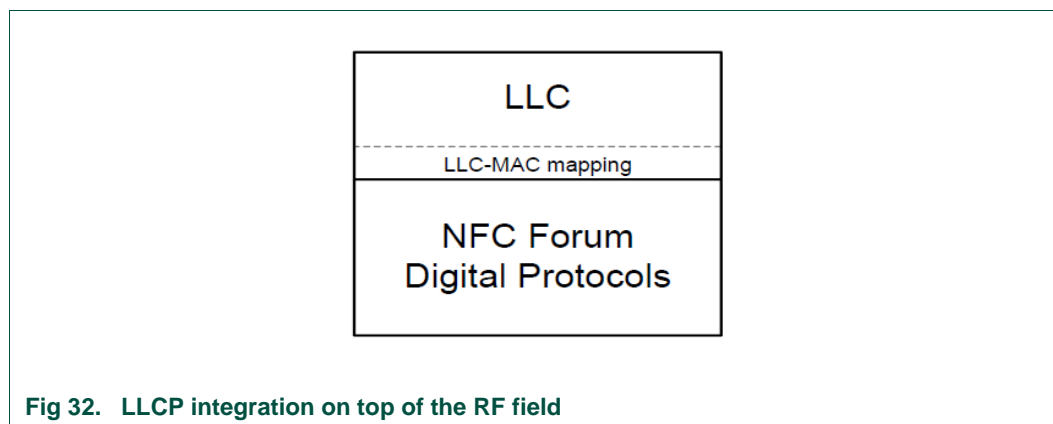 LLC
LLC-MAC mapping
NFC Forum
Digital Protocols
Fig 32. LLCP integration on top of the RF field